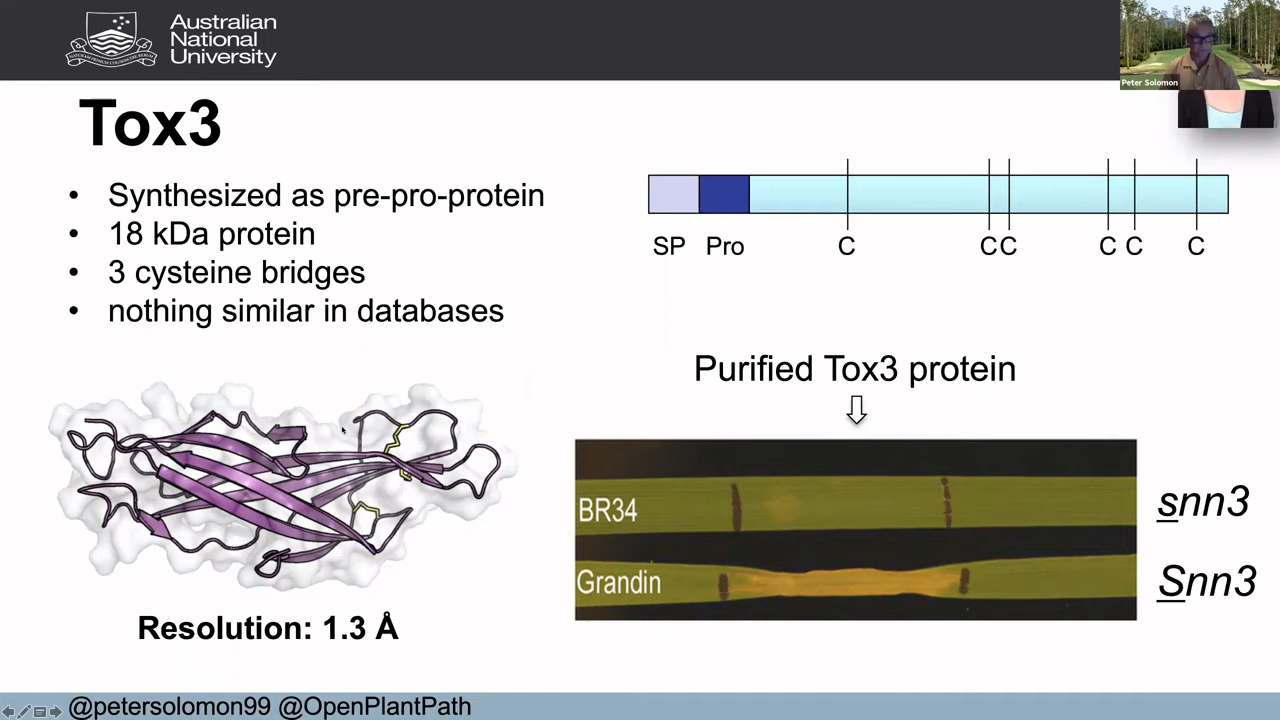 Australian
National
University
Peter Solomon
Tox3
• Synthesized as pre-pro-protein
• 18 kDa protein
• 3 cysteine bridges
• nothing similar in databases
SP Pro C C C C C C
Purified Tox3 protein
BR34
snn3
Grandin
Snn3
Resolution: 1.3 Å
@petersolomon99 @OpenPlantPath